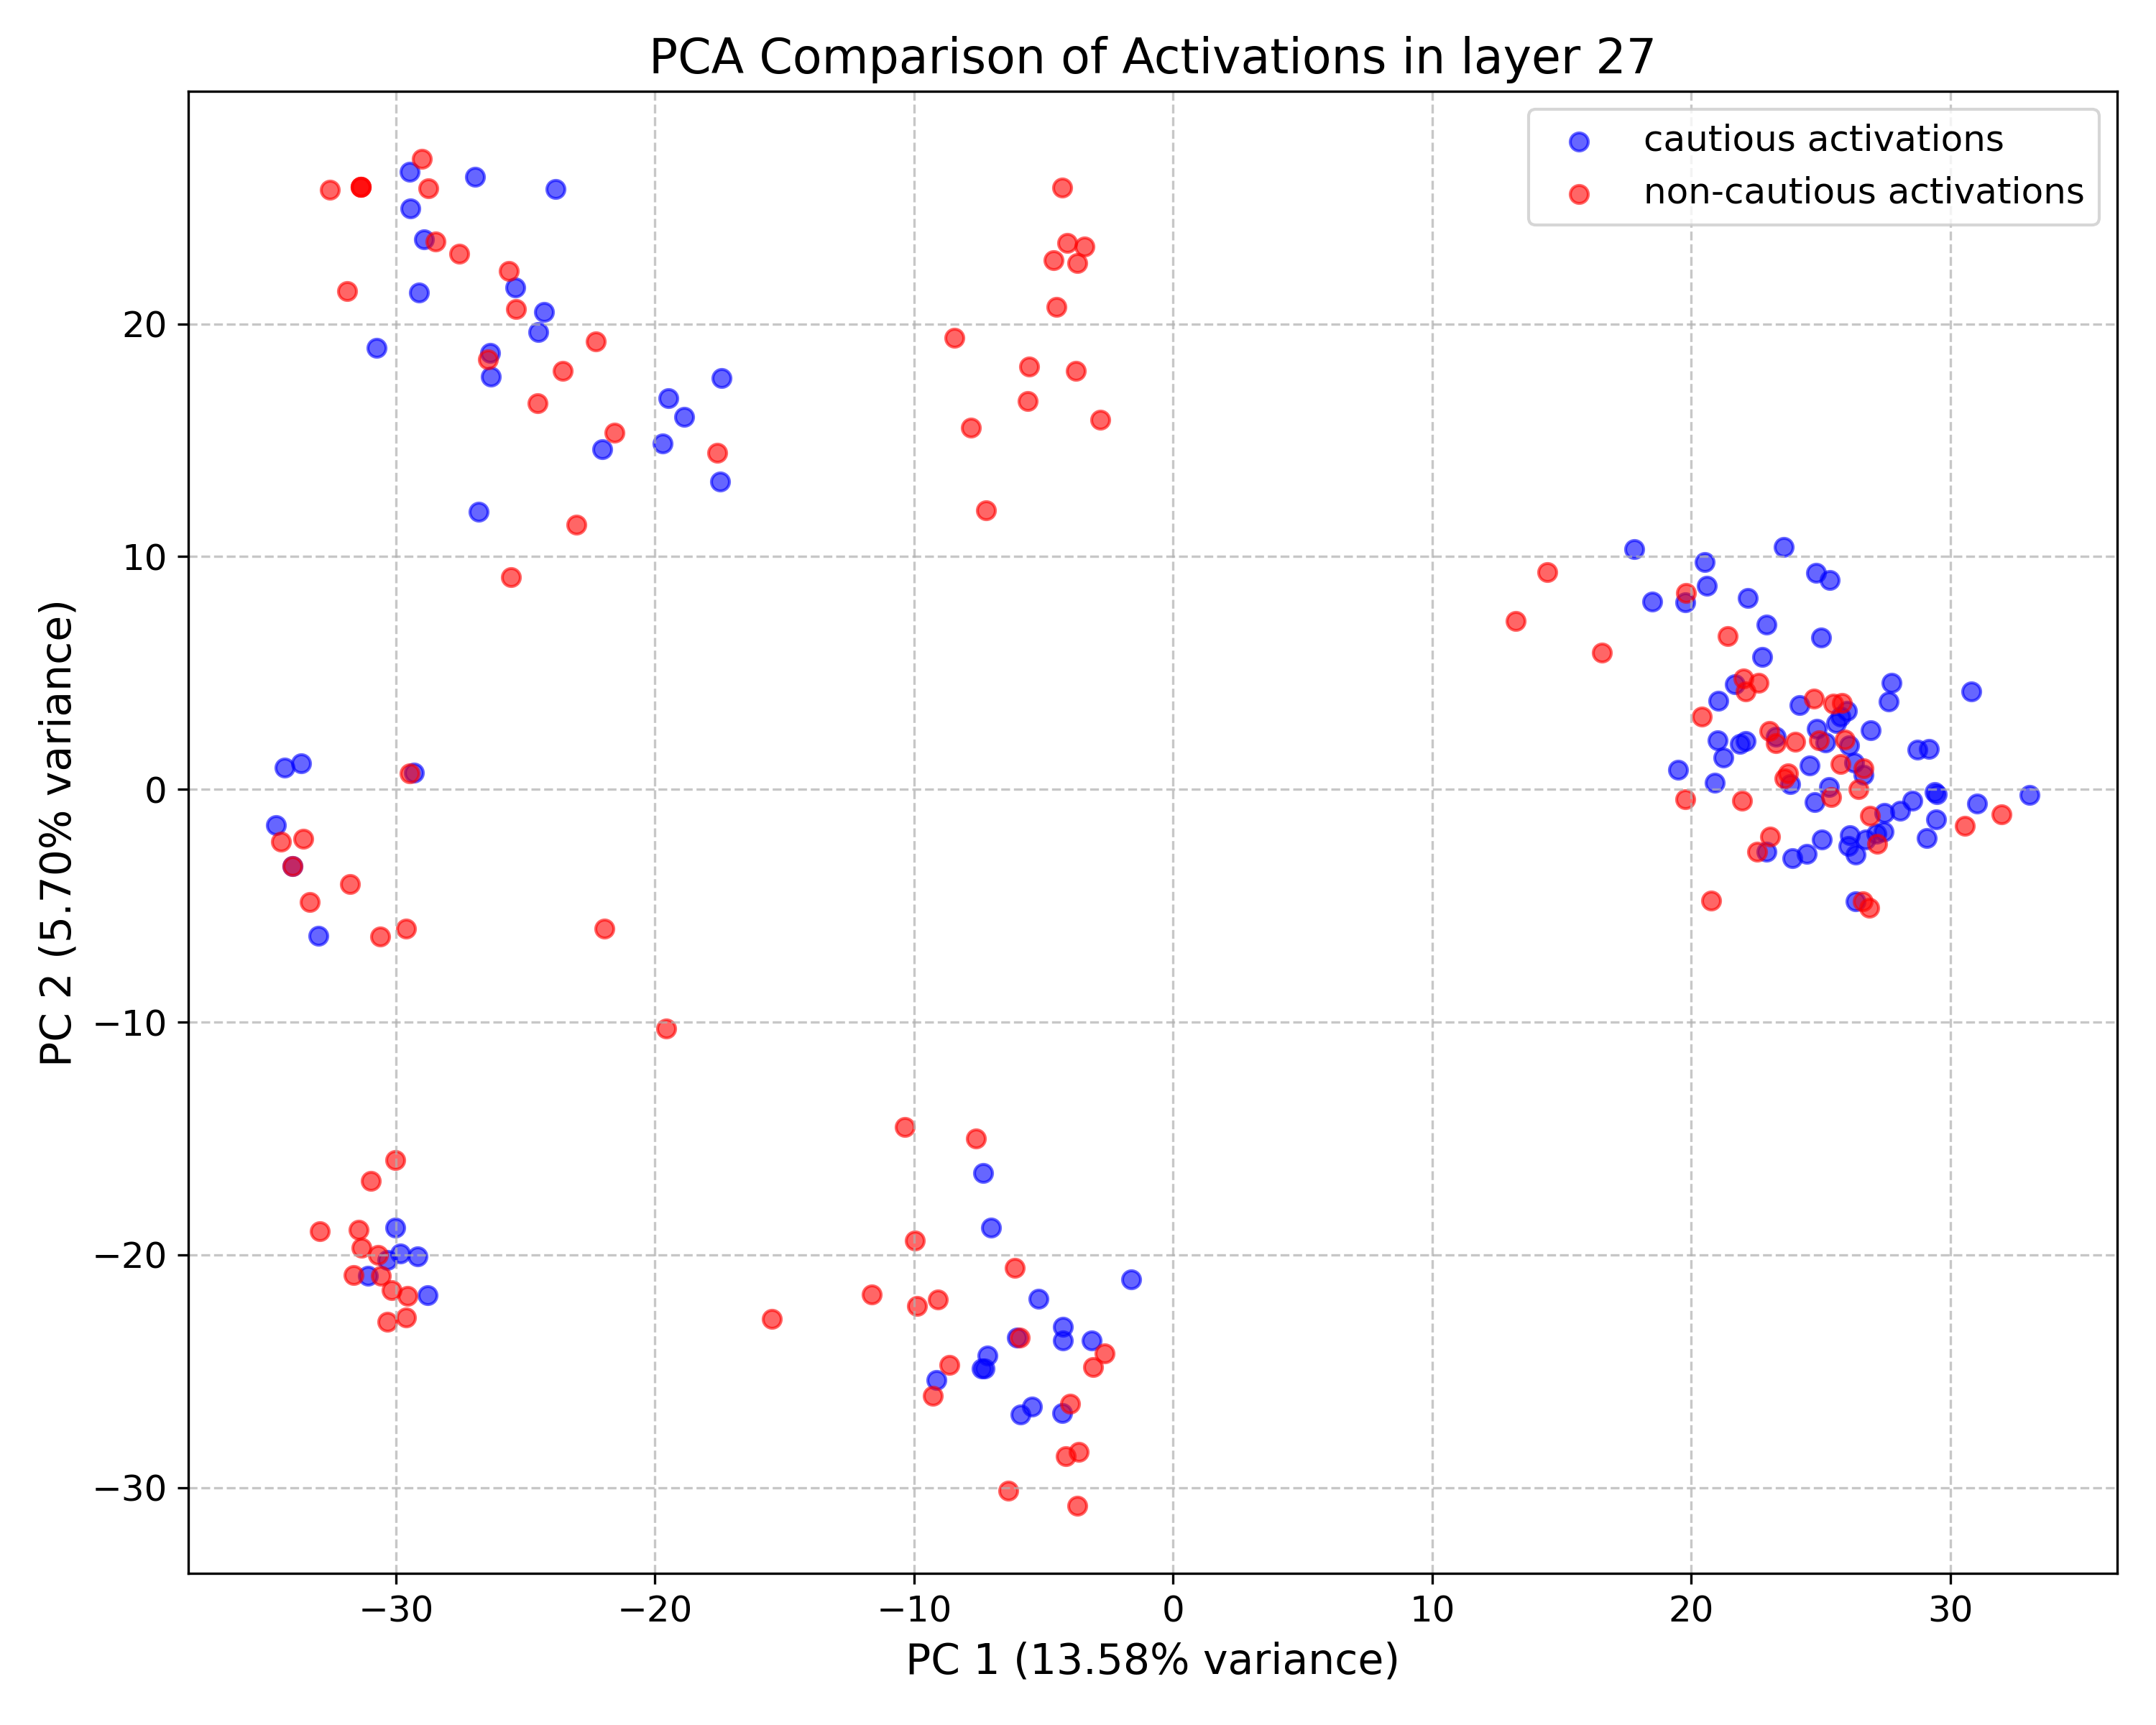 PCA Comparison of Activations in layer 27
cautious activations
non-cautious activations
PC 2 (5.70% variance)
20
10
0
−10
−20
−30
−30
−20
−10
0
10
20
30
PC 1 (13.58% variance)